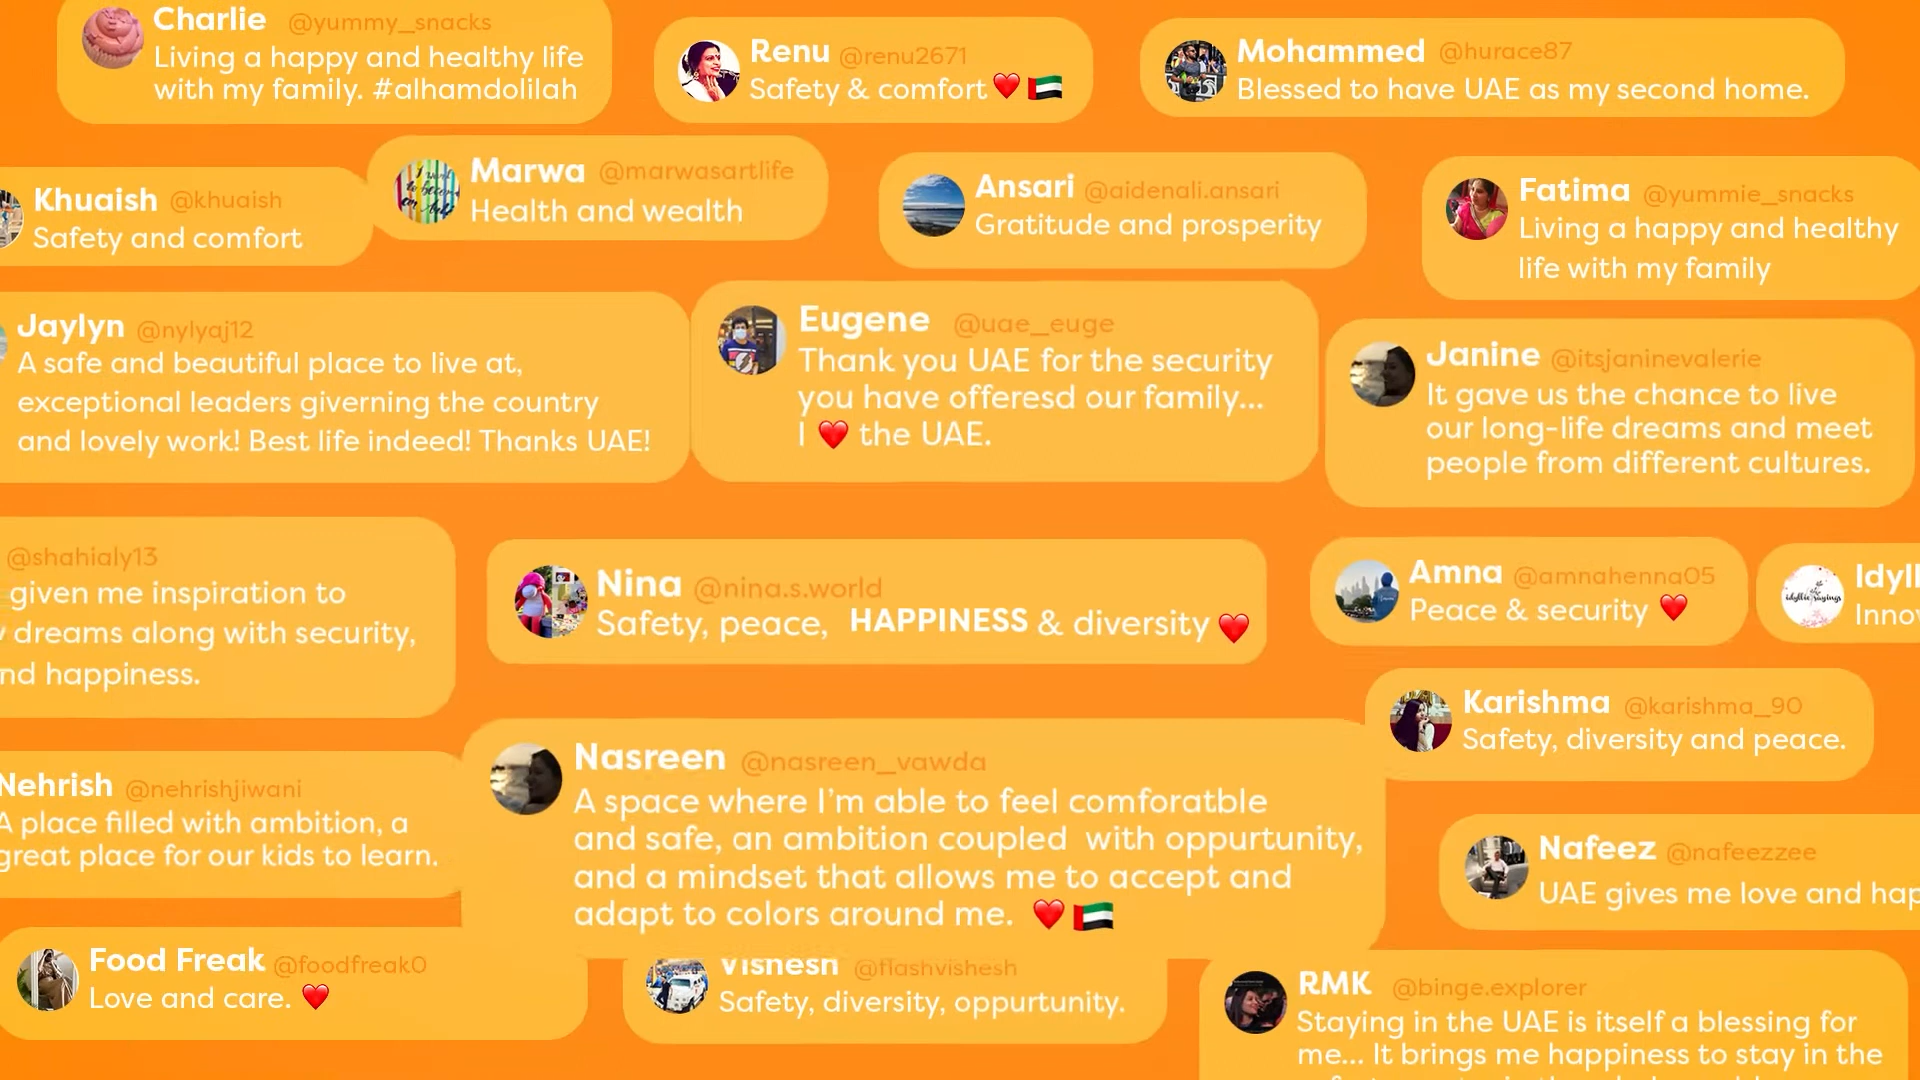 Charlie @yummy_snacks
Living a happy and healthy life
with my family. #alhamdolilah
Renu @renu2671
Safety & comfort
Mohammed @hurace87
Blessed to have UAE as my second home.
Khuaish @khuaish
Safety and comfort
Marwa @marwasartlife
Health and wealth
Ansari @aidenali.ansari
Gratitude and prosperity
Fatima @yummie_snacks
Living a happy and healthy
life with my family
Jaylyn @nylyaj12
A safe and beautiful place to live at,
exceptional leaders giverning the country
and lovely work! Best life indeed! Thanks UAE!
Eugene @uae_euge
Thank you UAE for the security
you have offeresd our family...
I ❤️ the UAE.
Janine @itsjaninevalerie
It gave us the chance to live
our long-life dreams and meet
people from different cultures.
@shahialy13
given me inspiration to
dreams along with security,
nd happiness.
Nina @nina.s.world
Safety, peace, HAPPINESS & diversity
Amna @amnahenna05
Peace & security
Idyll
Innov
idyllic sayings
Karishma @karishma_90
Safety, diversity and peace.
Nehrish @nehrishjiwani
A place filled with ambition, a
great place for our kids to learn.
Nasreen @nasreen_vawda
A space where I'm able to feel comforatble
and safe, an ambition coupled with oppurtunity,
and a mindset that allows me to accept and
adapt to colors around me.
Nafeez @nafeezzee
UAE gives me love and hap
Food Freak @foodfreak0
Love and care.
Vishesh @flashvishesh
Safety, diversity, oppurtunity.
RMK @binge.explorer
Staying in the UAE is itself a blessing for
me... It brings me happiness to stay in the